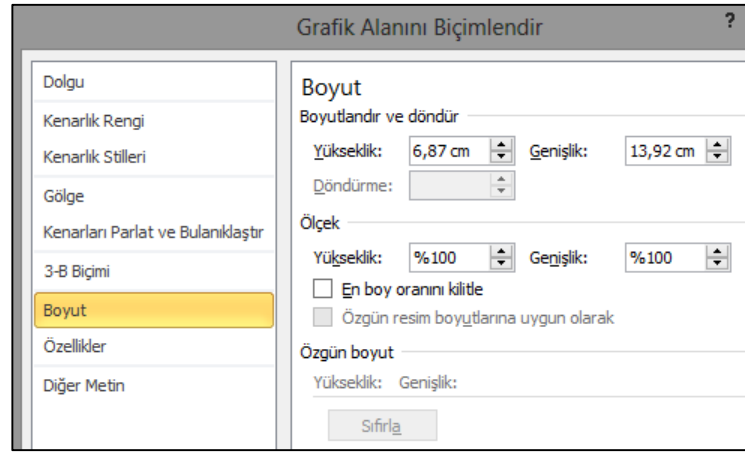 Grafik Alanını Biçimlendir ?
Dolgu
Kenarlık Rengi
Kenarlık Stilleri
Gölge
Kenarları Parlat ve Bulanıklaştır
3-B Biçimi
Boyut
Özellikler
Diğer Metin
Boyut
Boyutlandır ve döndür
Yükseklik: 6,87 cm Genişlik: 13,92 cm
Döndürme:
Ölçek
Yükseklik: %100 Genişlik: %100
En boy oranını kilitle
Özgün resim boyutlarına uygun olarak
Özgün boyut
Yükseklik: Genişlik:
Sıfırla